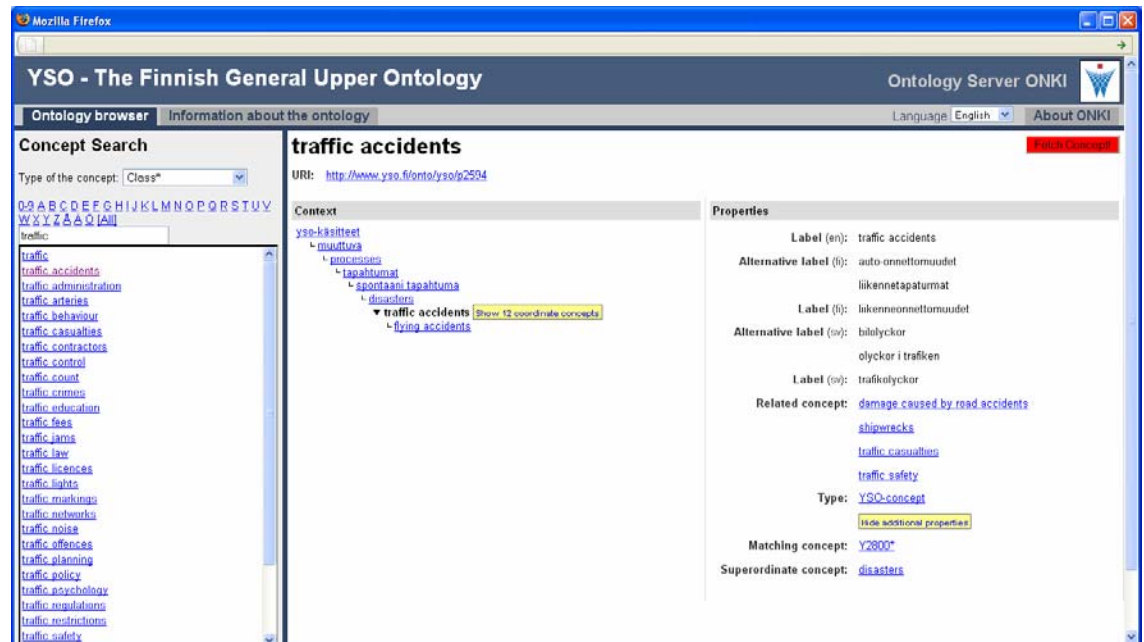 Mozilla Firefox
YSO - The Finnish General Upper Ontology
Ontology Server ONKI
Ontology browser
Information about the ontology
Language English
About ONKI
Concept Search
Type of the concept: Class*
0-9 A B C D E F G H I J K L M N O P Q R S T U V
W X Y Z Å Ä Ö [All]
traffic
traffic
traffic accidents
traffic administration
traffic arteries
traffic behaviour
traffic casualties
traffic contractors
traffic control
traffic count
traffic crimes
traffic education
traffic fees
traffic jams
traffic law
traffic licences
traffic lights
traffic markings
traffic networks
traffic noise
traffic offences
traffic planning
traffic policy
traffic psychology
traffic regulations
traffic restrictions
traffic safety
traffic accidents
Fetch Concept!
URI: http://www.yso.fi/onto/yso/p2594
Context
yso-käsitteet
muuttuva
processes
tapahtumat
spontaani tapahtuma
disasters
traffic accidents Show 12 coordinate concepts
flying accidents
Properties
Label (en): traffic accidents
Alternative label (fi): auto-onnettomuudet
liikennetapaturmat
Label (fi): liikenneonnettomuudet
Alternative label (sv): bilolyckor
olyckor i trafiken
Label (sv): trafikolyckor
Related concept: damage caused by road accidents
shipwrecks
traffic casualties
traffic safety
Type: YSO-concept
Hide additional properties
Matching concept: Y2800*
Superordinate concept: disasters